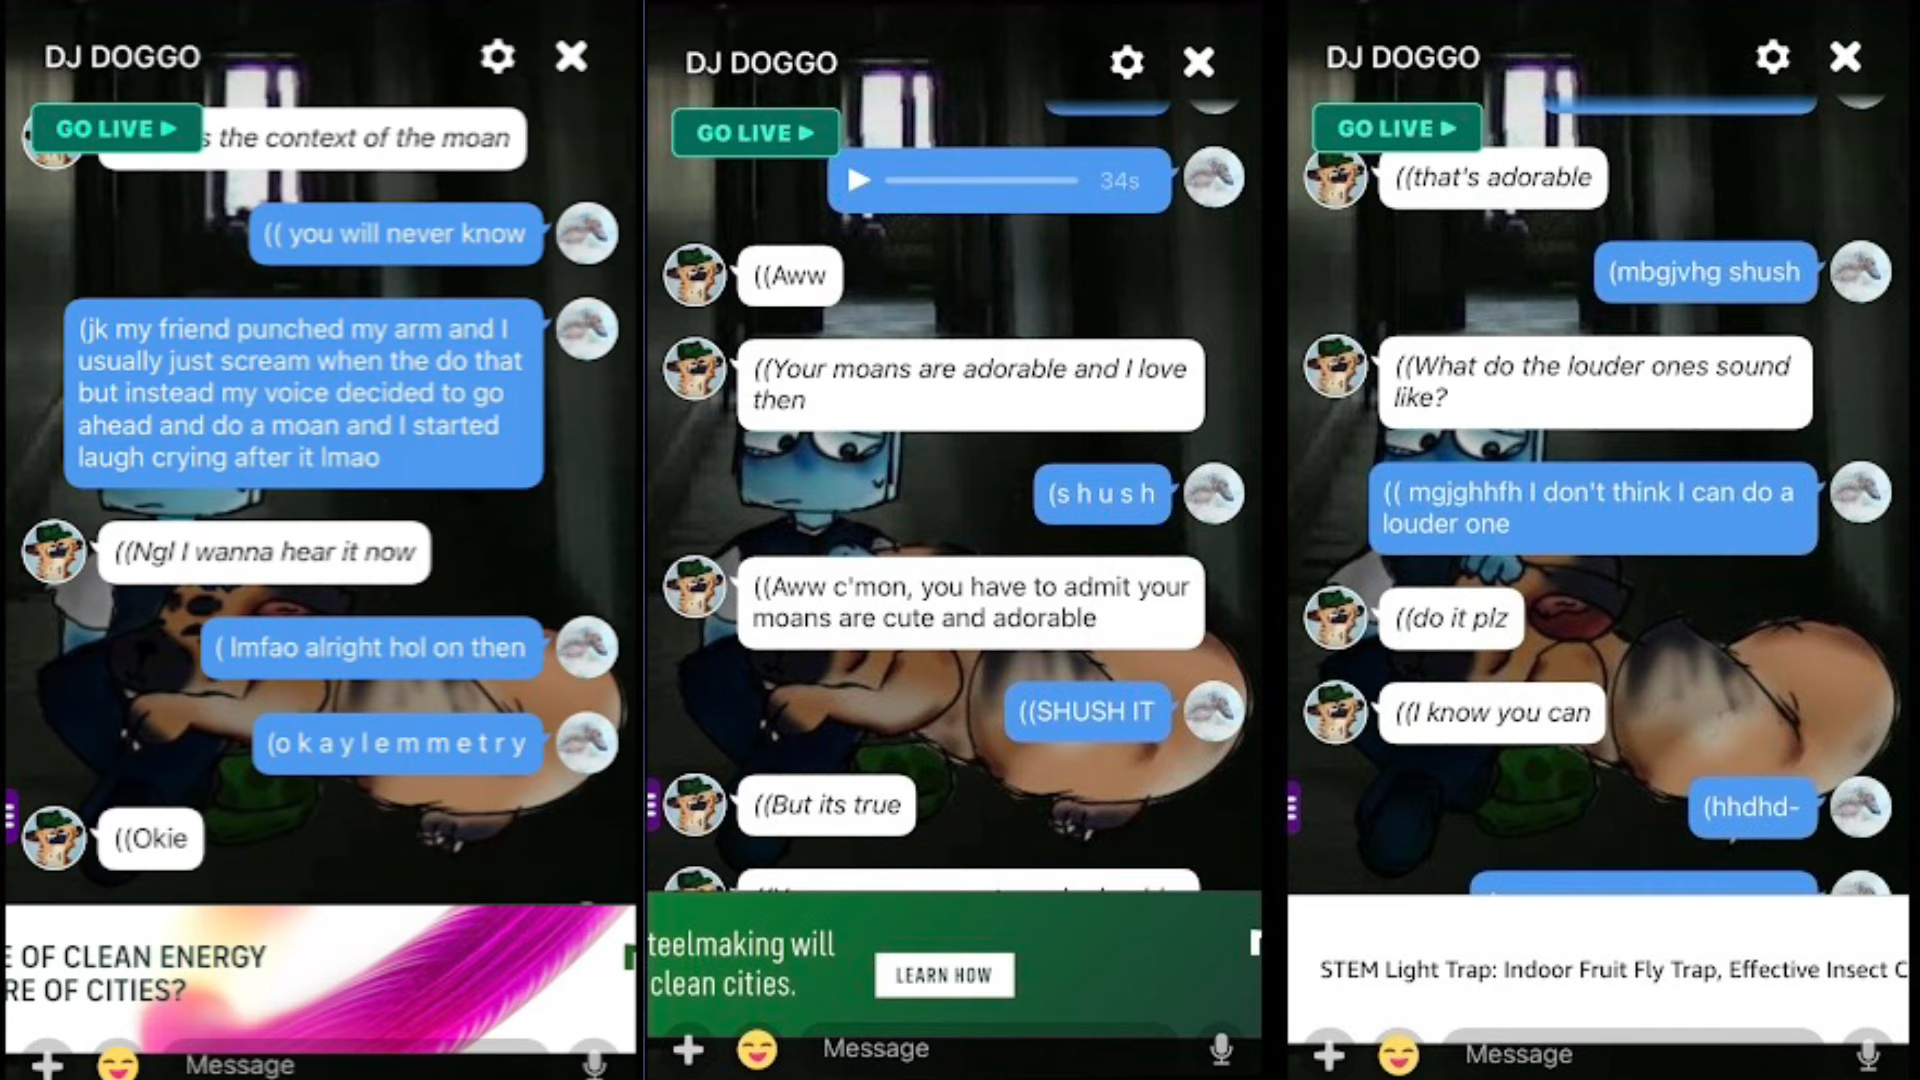 DJ DOGGO
GO LIVE
s the context of the moan
(( you will never know
(jk my friend punched my arm and I
usually just scream when the do that
but instead my voice decided to go
ahead and do a moan and I started
laugh crying after it lmao
((Ngl I wanna hear it now
( lmfao alright hol on then
(o k a y l e m m e t r y
((Okie
E OF CLEAN ENERGY
RE OF CITIES?
Message
DJ DOGGO
GO LIVE
34s
((Aww
((Your moans are adorable and I love
then
(s h u s h
((Aww c'mon, you have to admit your
moans are cute and adorable
((SHUSH IT
((But its true
teelmaking will
clean cities.
LEARN HOW
Message
DJ DOGGO
GO LIVE
((that's adorable
(mbgjvhg shush
((What do the louder ones sound
like?
(( mgjghhfh I don't think I can do a
louder one
((do it plz
((I know you can
(hhdhd-
STEM Light Trap: Indoor Fruit Fly Trap, Effective Insect C
Message